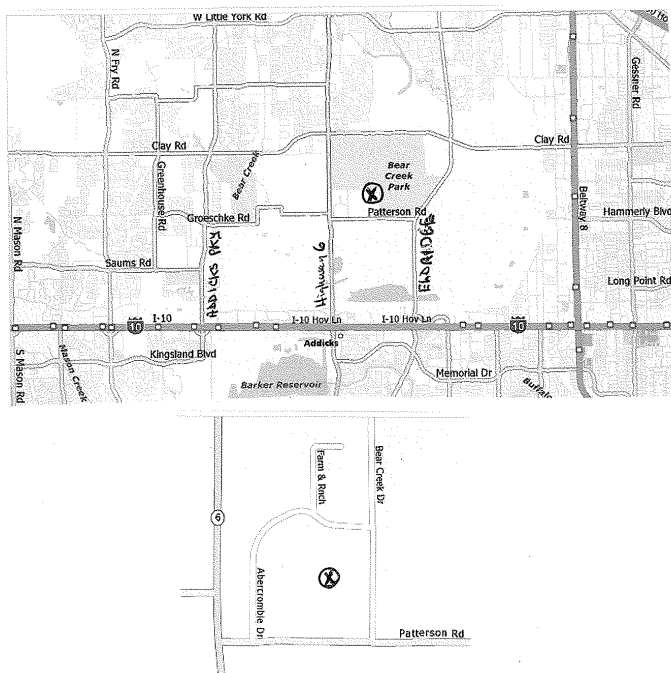 W Little York Rd
N Fry Rd
Gessner Rd
Clay Rd
Clay Rd
Greenhouse Rd
Bear Creek
Bear
Creek
Park
X
Groeschke Rd
Patterson Rd
Beltway 8
Hammerly Blvd
N Mason Rd
Saums Rd
Addicks
Highway 6
Eldridge
Long Point Rd
I-10
10
I-10 Hov Ln
I-10 Hov Ln
10
Addicks
Kingsland Blvd
S Mason Rd
Mason Creek
Barker Reservoir
Memorial Dr
Buffalo
Farm & Rnch
Bear Creek Dr
6
X
Abercrombie Dr
Patterson Rd